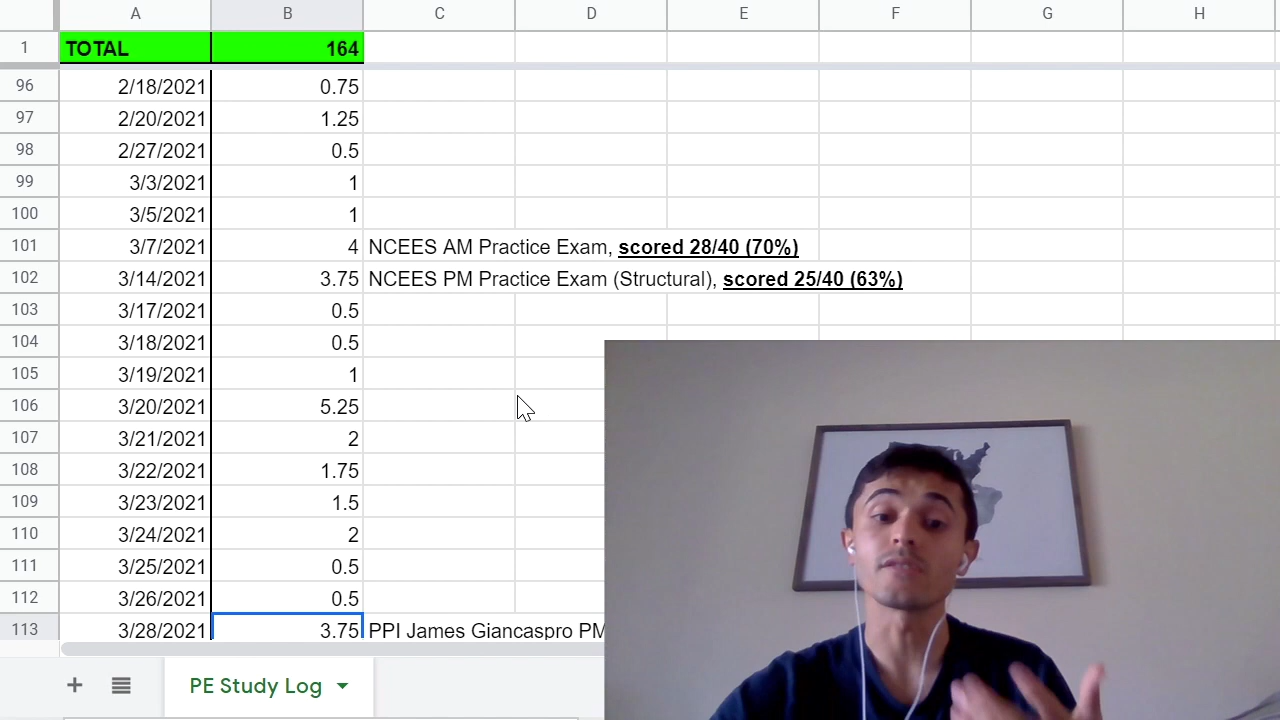 A B C D E F G H
1 TOTAL 164
96 2/18/2021 0.75
97 2/20/2021 1.25
98 2/27/2021 0.5
99 3/3/2021 1
100 3/5/2021 1
101 3/7/2021 4 NCEES AM Practice Exam, scored 28/40 (70%)
102 3/14/2021 3.75 NCEES PM Practice Exam (Structural), scored 25/40 (63%)
103 3/17/2021 0.5
104 3/18/2021 0.5
105 3/19/2021 1
106 3/20/2021 5.25
107 3/21/2021 2
108 3/22/2021 1.75
109 3/23/2021 1.5
110 3/24/2021 2
111 3/25/2021 0.5
112 3/26/2021 0.5
113 3/28/2021 3.75 PPI James Giancaspro PM
PE Study Log